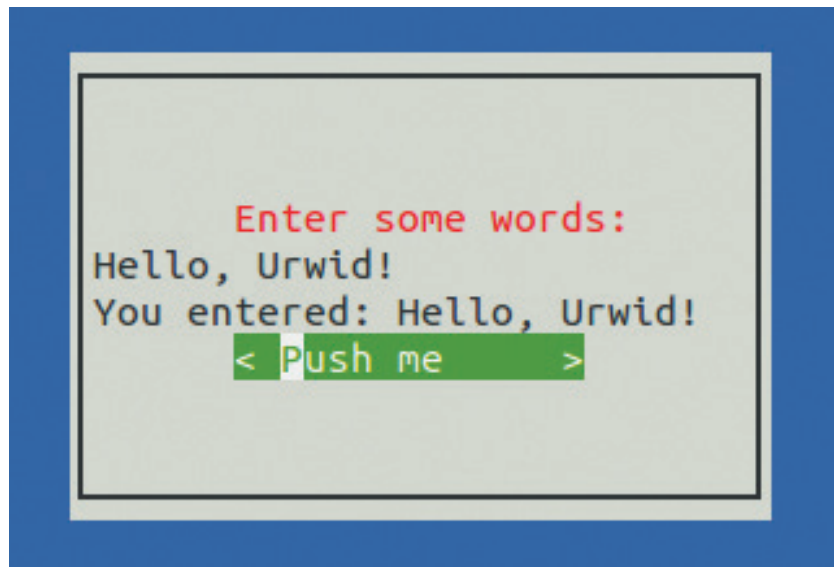 Enter some words:
Hello, Urwid!
You entered: Hello, Urwid!
< Push me >